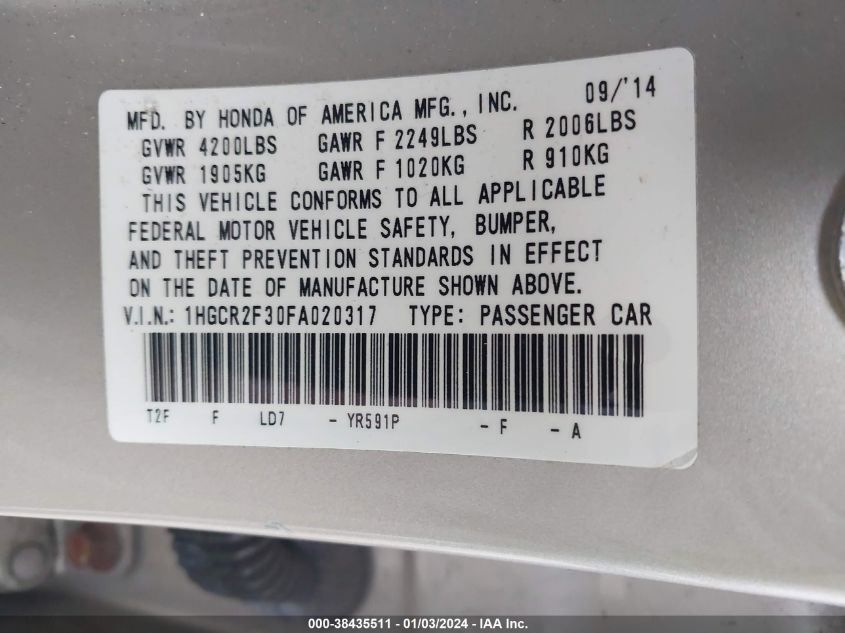 MFD. BY HONDA OF AMERICA MFG., INC. 09/'14
GVWR 4200LBS GAWR F 2249LBS R 2006LBS
GVWR 1905KG GAWR F 1020KG R 910KG
THIS VEHICLE CONFORMS TO ALL APPLICABLE
FEDERAL MOTOR VEHICLE SAFETY, BUMPER,
AND THEFT PREVENTION STANDARDS IN EFFECT
ON THE DATE OF MANUFACTURE SHOWN ABOVE.
V.I.N.: 1HGCR2F30FA020317 TYPE: PASSENGER CAR
T2F F LD7 - YR591P - F - A
000-38435511 - 01/03/2024 - IAA Inc.